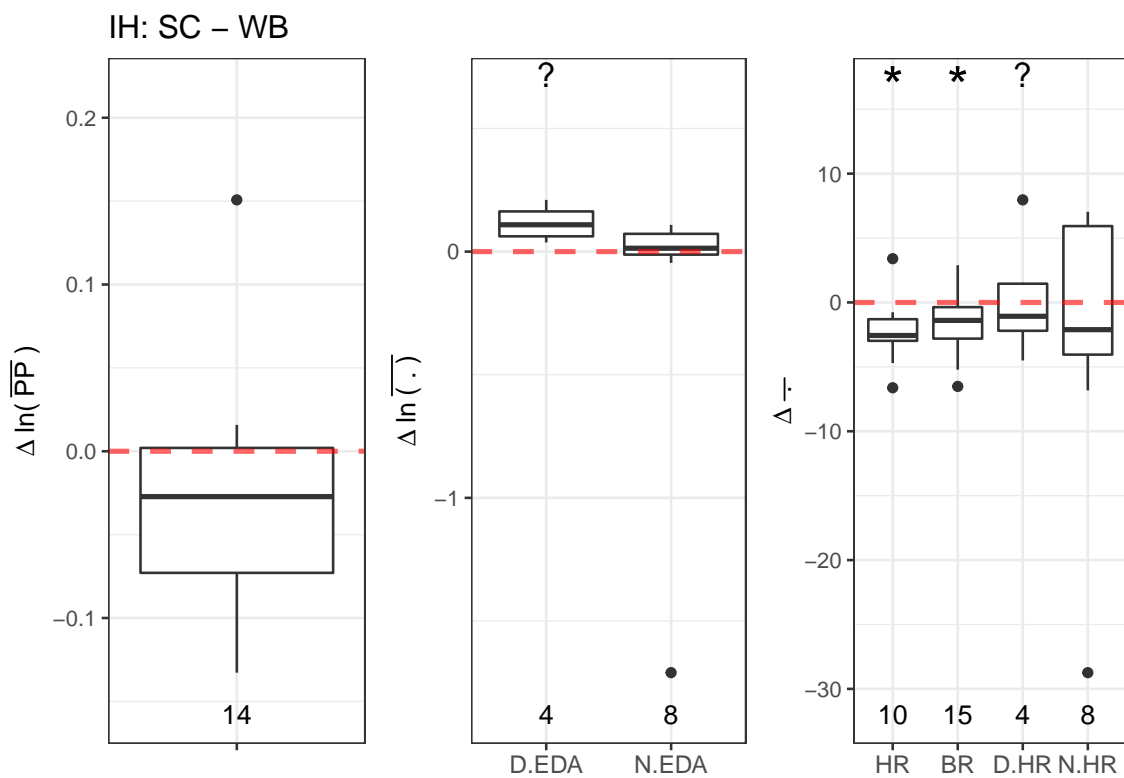 IH: SC − WB
Δ ln( PP )
0.2
0.1
0.0
−0.1
14
Δ ln ( . )
0
−1
?
4 8
D.EDA N.EDA
Δ .
10
0
−10
−20
−30
* * ?
10 15 4 8
HR BR D.HR N.HR